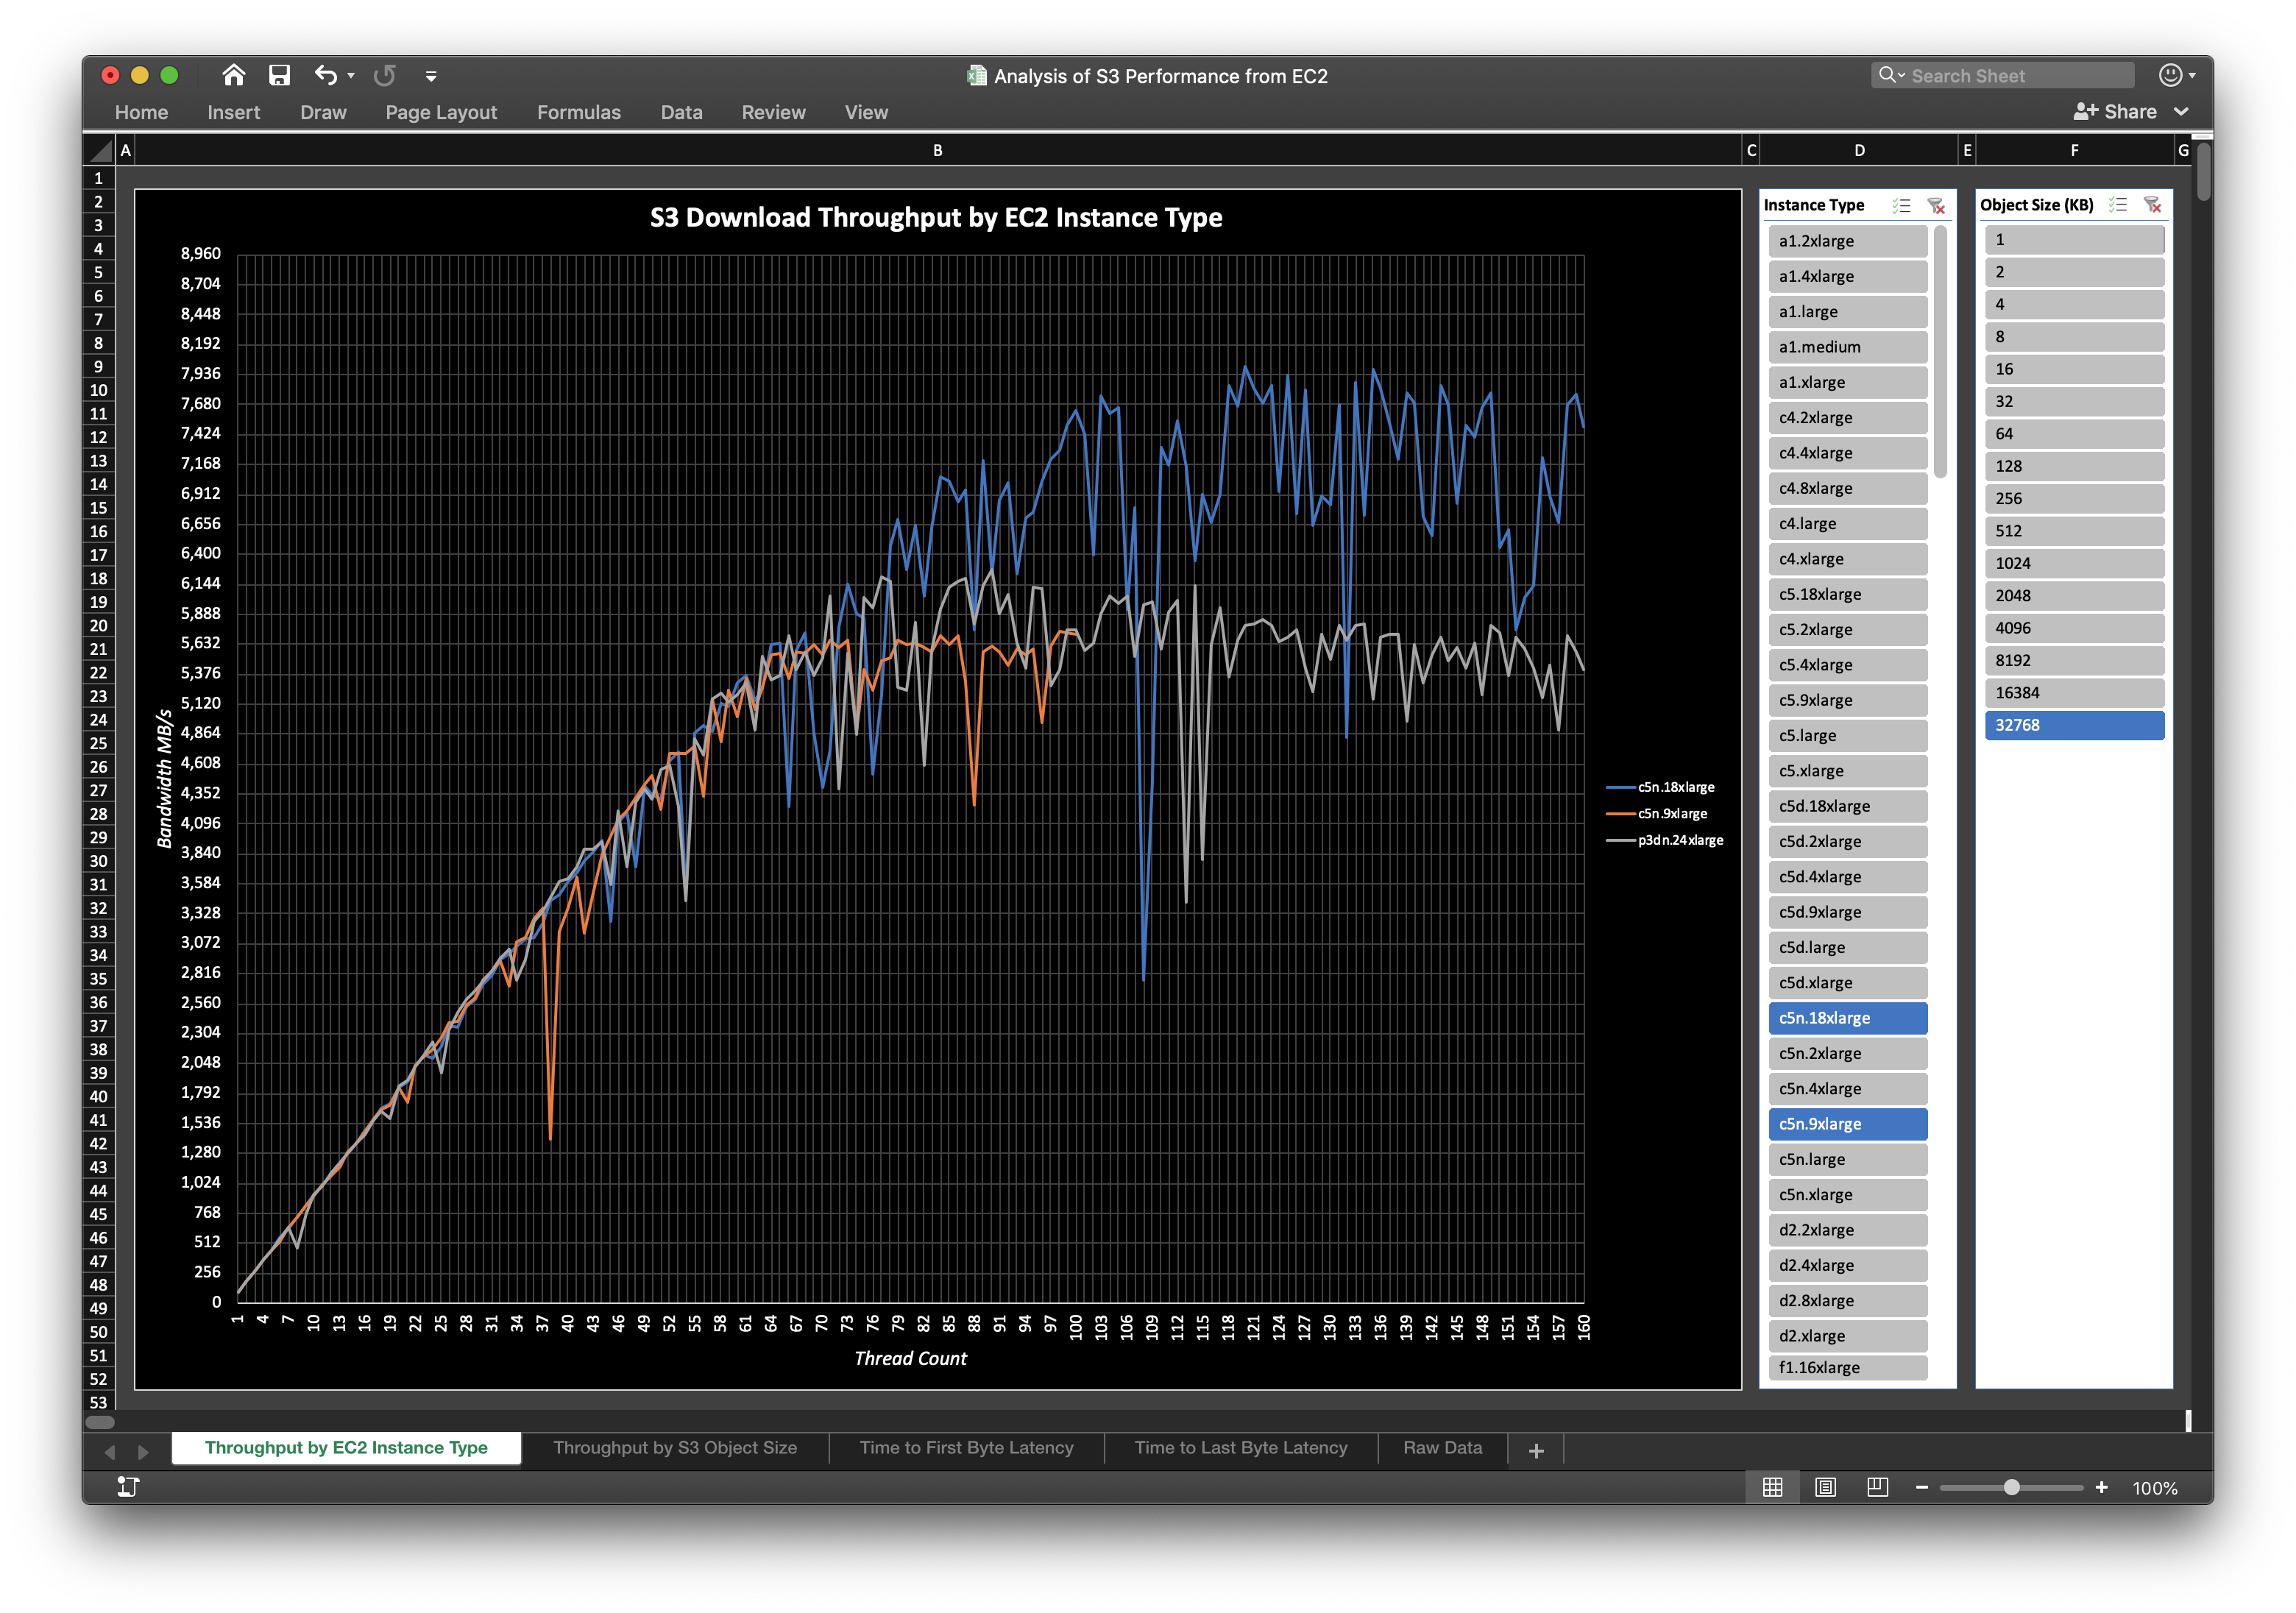 Analysis of S3 Performance from EC2
Search Sheet
Home Insert Draw Page Layout Formulas Data Review View
Share
A B C D E F G
1
2
3
4
5
6
7
8
9
10
11
12
13
14
15
16
17
18
19
20
21
22
23
24
25
26
27
28
29
30
31
32
33
34
35
36
37
38
39
40
41
42
43
44
45
46
47
48
49
50
51
52
53
S3 Download Throughput by EC2 Instance Type
Bandwidth MB/s
8,960
8,704
8,448
8,192
7,936
7,680
7,424
7,168
6,912
6,656
6,400
6,144
5,888
5,632
5,376
5,120
4,864
4,608
4,352
4,096
3,840
3,584
3,328
3,072
2,816
2,560
2,304
2,048
1,792
1,536
1,280
1,024
768
512
256
0
1 4 7 10 13 16 19 22 25 28 31 34 37 40 43 46 49 52 55 58 61 64 67 70 73 76 79 82 85 88 91 94 97 100 103 106 109 112 115 118 121 124 127 130 133 136 139 142 145 148 151 154 157 160
Thread Count
c5n.18xlarge
c5n.9xlarge
p3dn.24xlarge
Instance Type
a1.2xlarge
a1.4xlarge
a1.large
a1.medium
a1.xlarge
c4.2xlarge
c4.4xlarge
c4.8xlarge
c4.large
c4.xlarge
c5.18xlarge
c5.2xlarge
c5.4xlarge
c5.9xlarge
c5.large
c5.xlarge
c5d.18xlarge
c5d.2xlarge
c5d.4xlarge
c5d.9xlarge
c5d.large
c5d.xlarge
c5n.18xlarge
c5n.2xlarge
c5n.4xlarge
c5n.9xlarge
c5n.large
c5n.xlarge
d2.2xlarge
d2.4xlarge
d2.8xlarge
d2.xlarge
f1.16xlarge
Object Size (KB)
1
2
4
8
16
32
64
128
256
512
1024
2048
4096
8192
16384
32768
Throughput by EC2 Instance Type Throughput by S3 Object Size Time to First Byte Latency Time to Last Byte Latency Raw Data +
100%